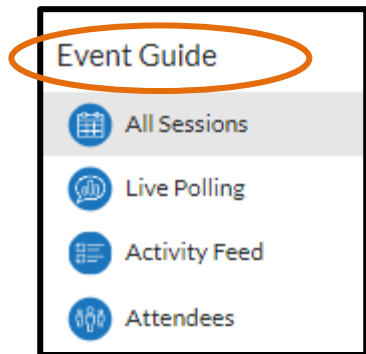 Event Guide
All Sessions
Live Polling
Activity Feed
Attendees